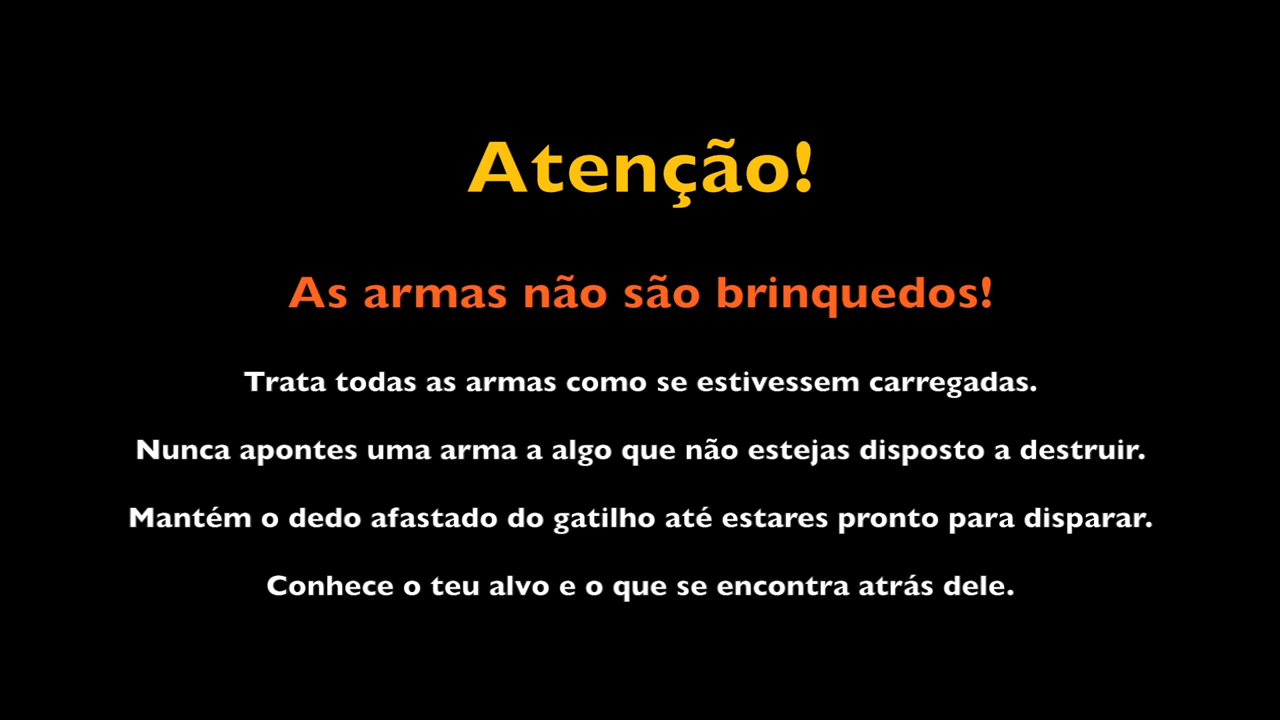 Atenção!
As armas não são brinquedos!
Trata todas as armas como se estivessem carregadas.
Nunca apontes uma arma a algo que não estejas disposto a destruir.
Mantém o dedo afastado do gatilho até estares pronto para disparar.
Conhece o teu alvo e o que se encontra atrás dele.